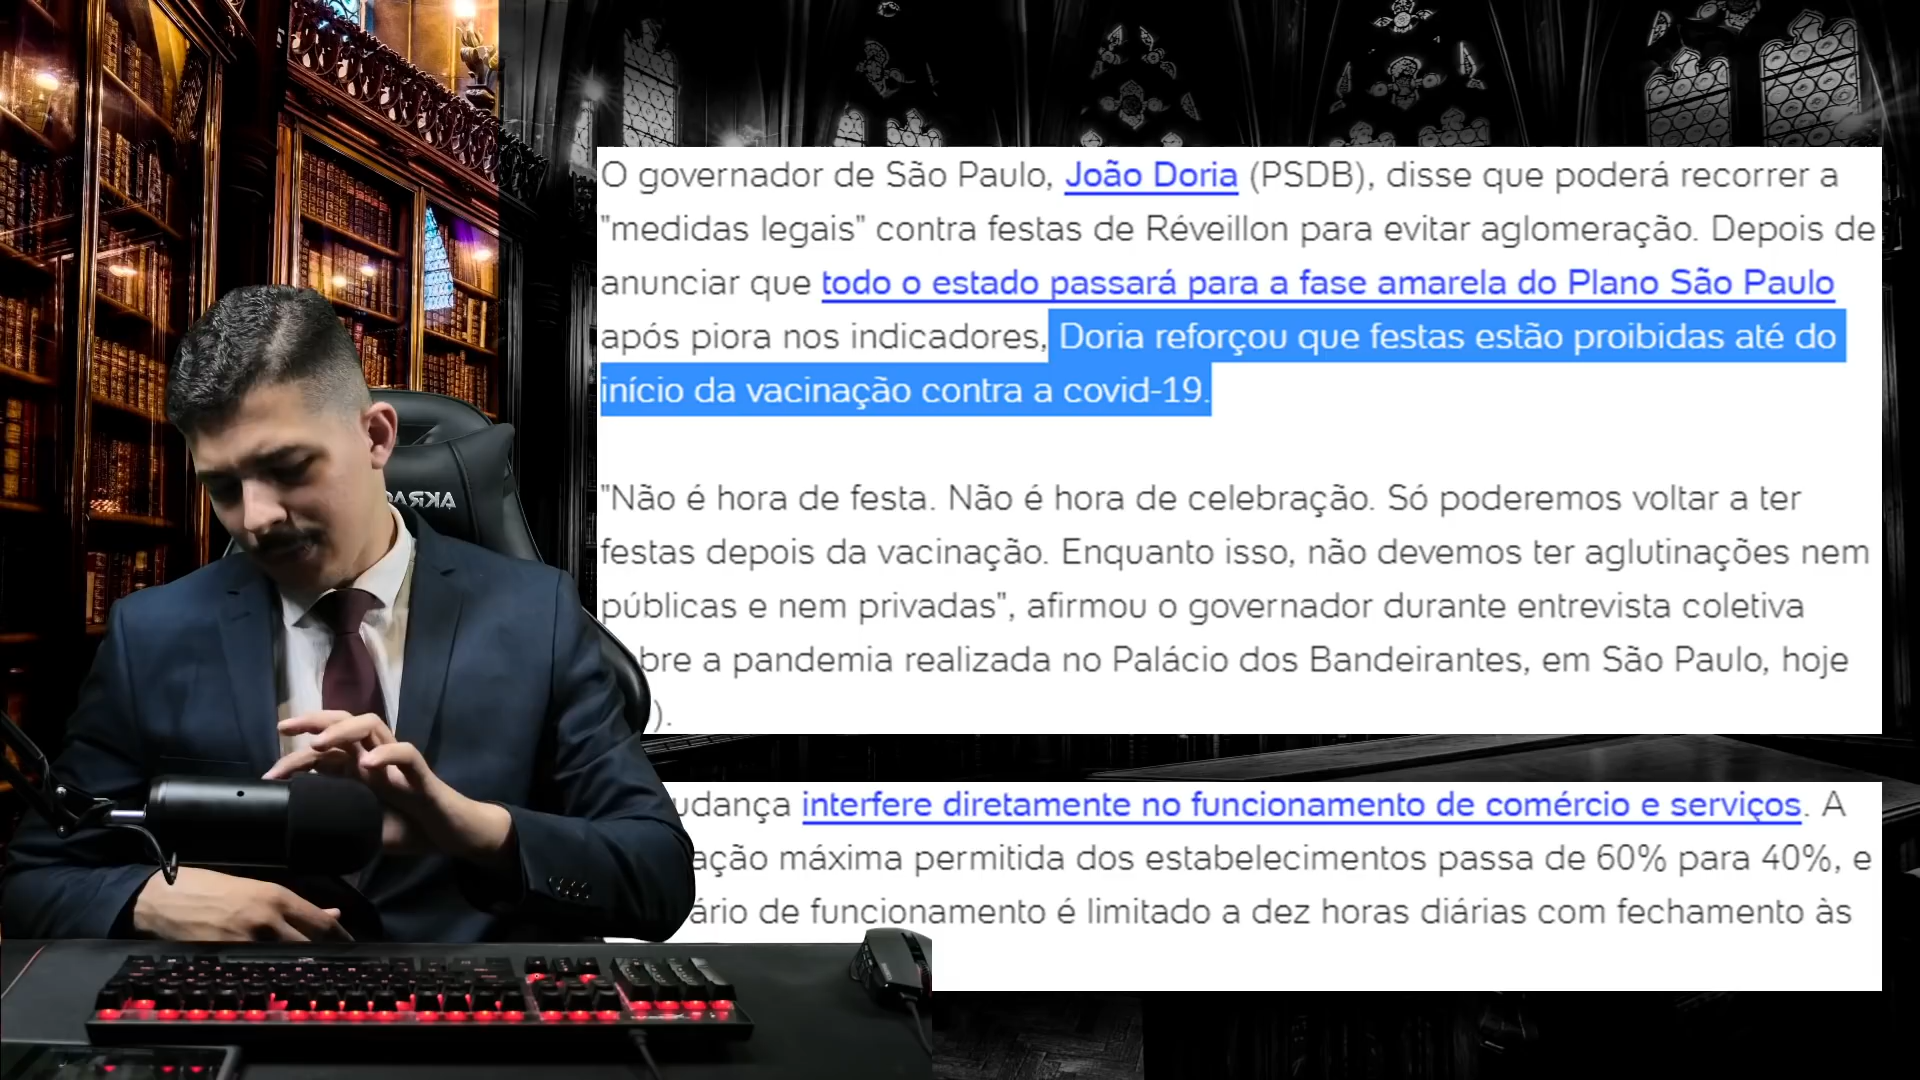 O governador de São Paulo, João Doria (PSDB), disse que poderá recorrer a
"medidas legais" contra festas de Réveillon para evitar aglomeração. Depois de
anunciar que todo o estado passará para a fase amarela do Plano São Paulo
após piora nos indicadores, Doria reforçou que festas estão proibidas até do
início da vacinação contra a covid-19.
"Não é hora de festa. Não é hora de celebração. Só poderemos voltar a ter
festas depois da vacinação. Enquanto isso, não devemos ter aglutinações nem
públicas e nem privadas", afirmou o governador durante entrevista coletiva
bre a pandemia realizada no Palácio dos Bandeirantes, em São Paulo, hoje
).
udança interfere diretamente no funcionamento de comércio e serviços. A
ação máxima permitida dos estabelecimentos passa de 60% para 40%, e
ário de funcionamento é limitado a dez horas diárias com fechamento às